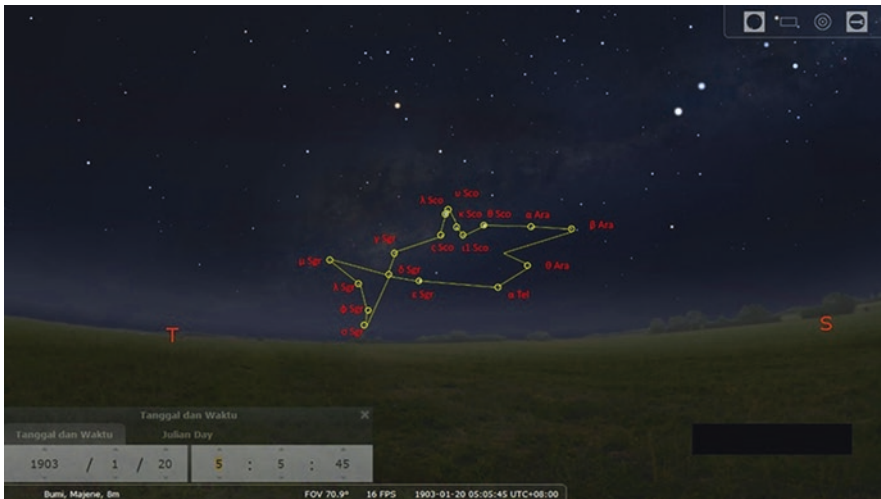 υ Sco
λ Sco
κ Sco
θ Sco
α Ara
β Ara
γ Sgr
ς Sco
ι1 Sco
μ Sgr
δ Sgr
θ Ara
λ Sgr
ε Sgr
α Tel
φ Sgr
σ Sgr
T
S
Tanggal dan Waktu
Tanggal dan Waktu Julian Day
1903 / 1 / 20 5 : 5 : 45
Bumi, Majene, 8m FOV 70.9° 16 FPS 1903-01-20 05:05:45 UTC+08:00